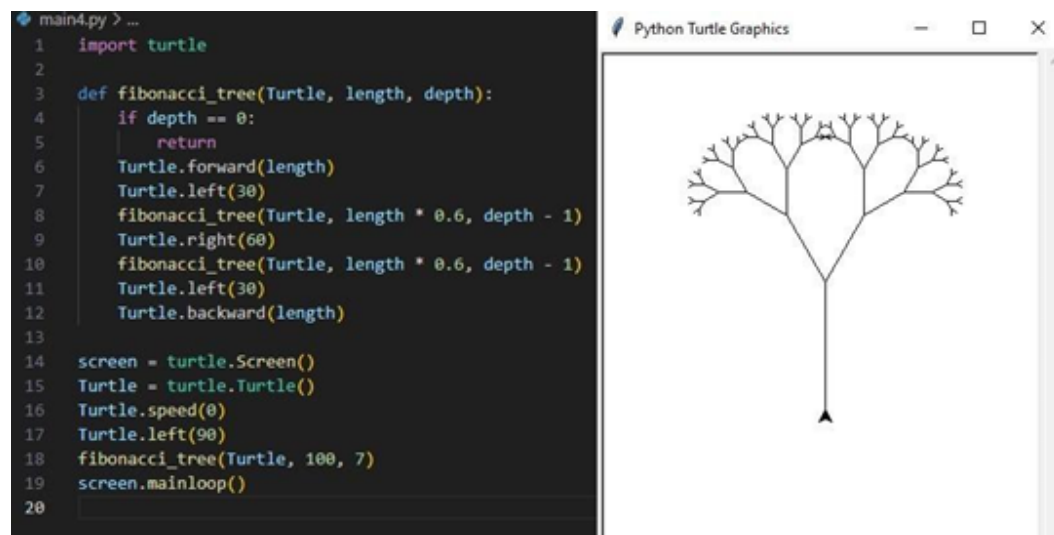 main4.py > ...
1 import turtle
2
3 def fibonacci_tree(Turtle, length, depth):
4     if depth == 0:
5         return
6     Turtle.forward(length)
7     Turtle.left(30)
8     fibonacci_tree(Turtle, length * 0.6, depth - 1)
9     Turtle.right(60)
10     fibonacci_tree(Turtle, length * 0.6, depth - 1)
11     Turtle.left(30)
12     Turtle.backward(length)
13
14 screen = turtle.Screen()
15 Turtle = turtle.Turtle()
16 Turtle.speed(0)
17 Turtle.left(90)
18 fibonacci_tree(Turtle, 100, 7)
19 screen.mainloop()
20
Python Turtle Graphics